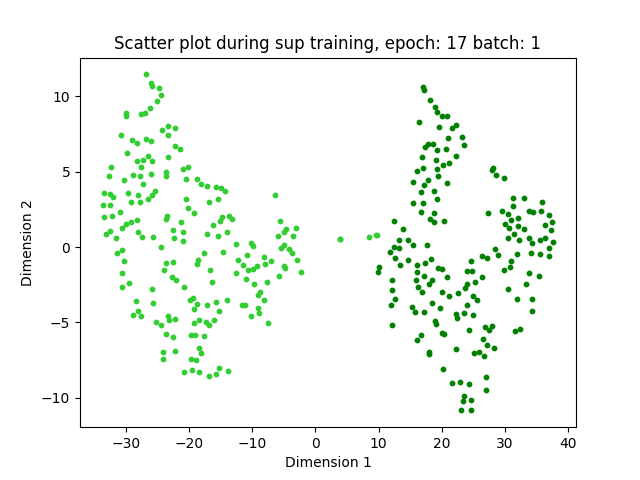 Scatter plot during sup training, epoch: 17 batch: 1
10
5
0
−5
−10
Dimension 2
−30 −20 −10 0 10 20 30 40
Dimension 1